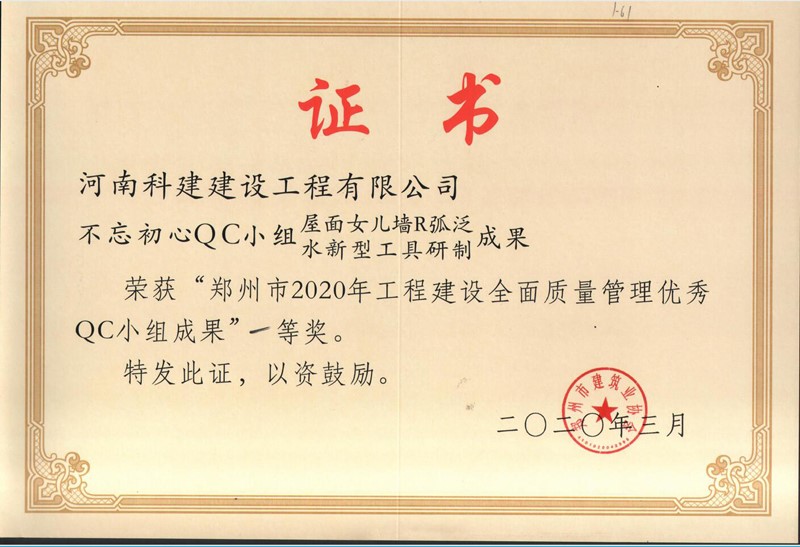 1-61
证书
河南科建建设工程有限公司
不忘初心QC小组屋面女儿墙R弧泛水新型工具研制成果
荣获“郑州市2020年工程建设全面质量管理优秀
QC小组成果”一等奖。
特发此证，以资鼓励。
郑州市建筑业协会
二〇二〇年三月